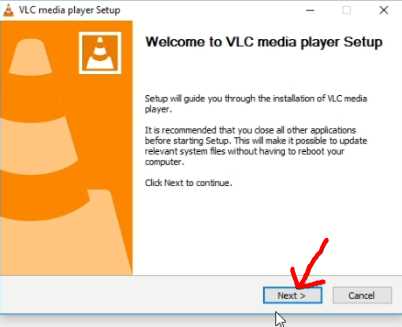 VLC media player Setup
Welcome to VLC media player Setup
Setup will guide you through the installation of VLC media
player.
It is recommended that you close all other applications
before starting Setup. This will make it possible to update
relevant system files without having to reboot your
computer.
Click Next to continue.
Next >
Cancel